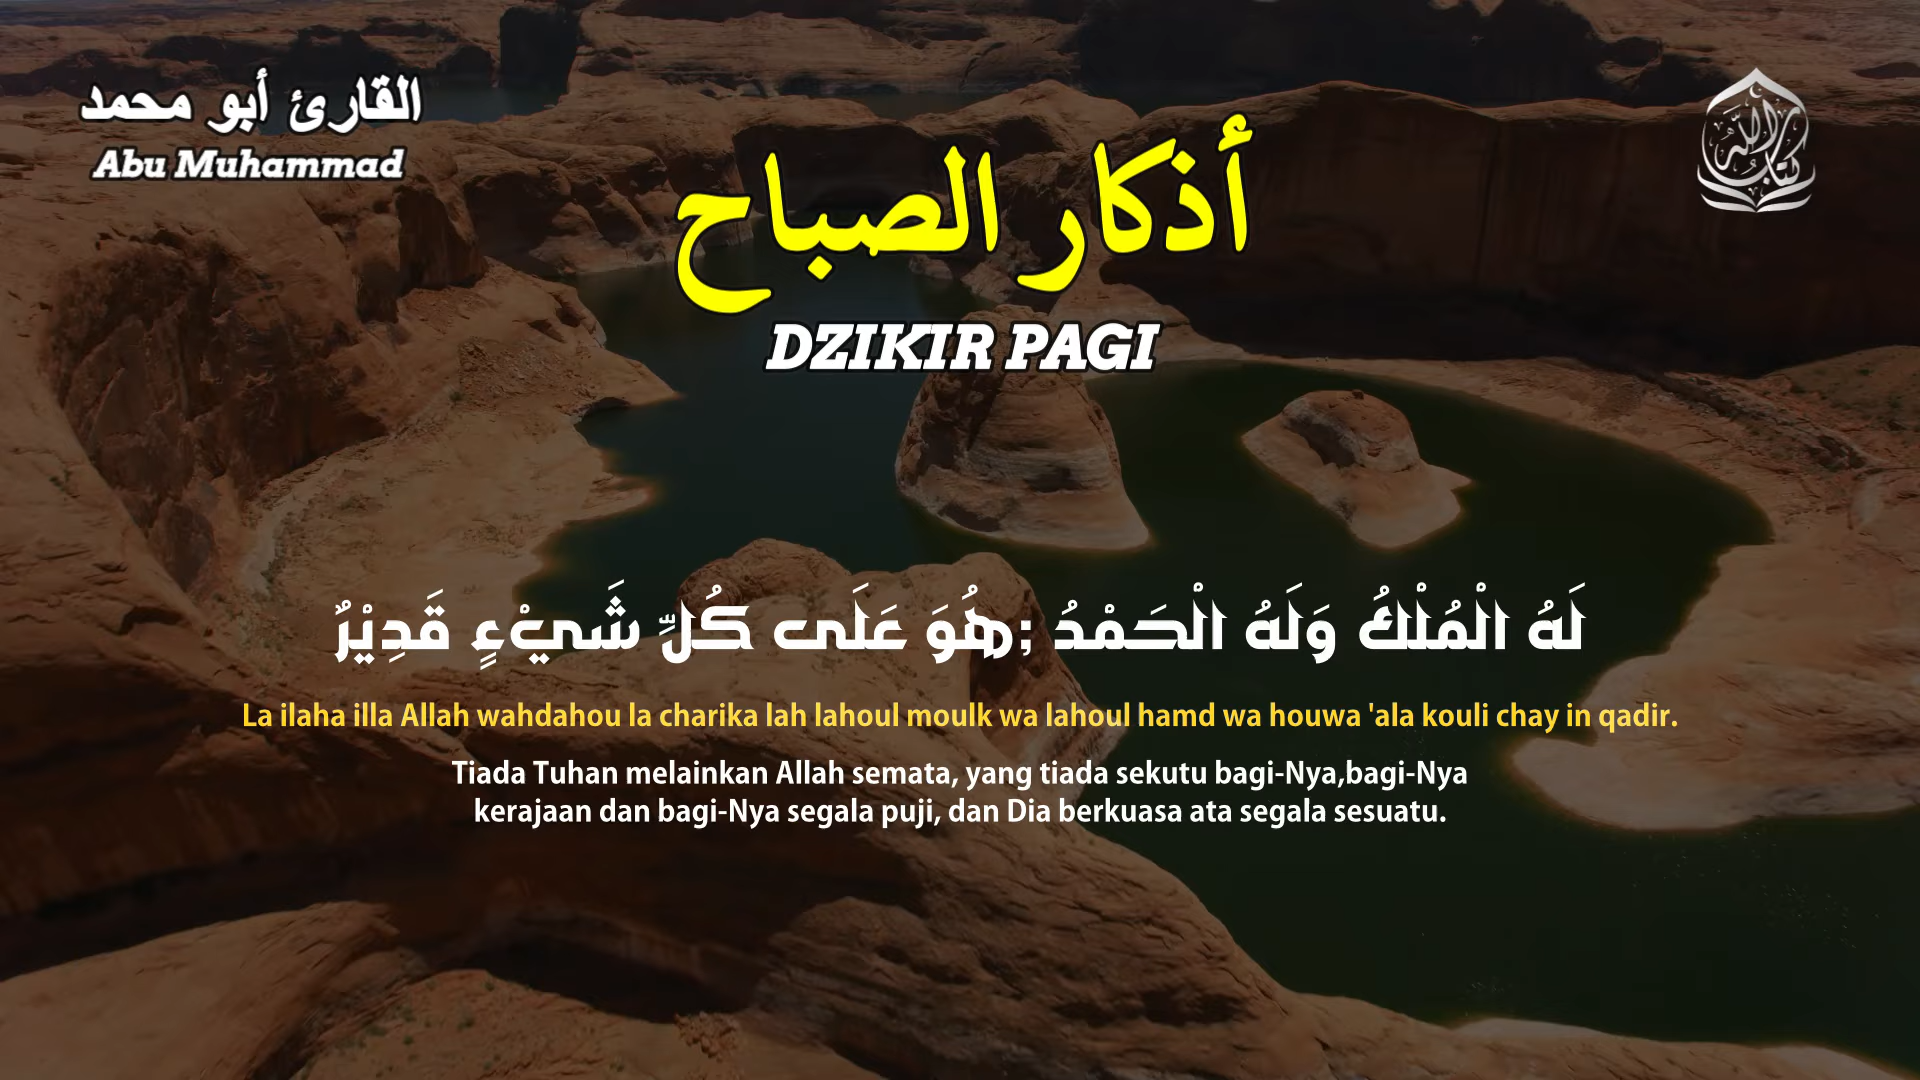 القارئ أبو محمد
Abu Muhammad
كتاب الله
أذكار الصباح
DZIKIR PAGI
لَهُ الْمُلْكُ وَلَهُ الْحَمْدُ ;هُوَ عَلَى كُلِّ شَيْءٍ قَدِيْرٌ
La ilaha illa Allah wahdahou la charika lah lahoul moulk wa lahoul hamd wa houwa 'ala kouli chay in qadir.
Tiada Tuhan melainkan Allah semata, yang tiada sekutu bagi-Nya,bagi-Nya
kerajaan dan bagi-Nya segala puji, dan Dia berkuasa ata segala sesuatu.